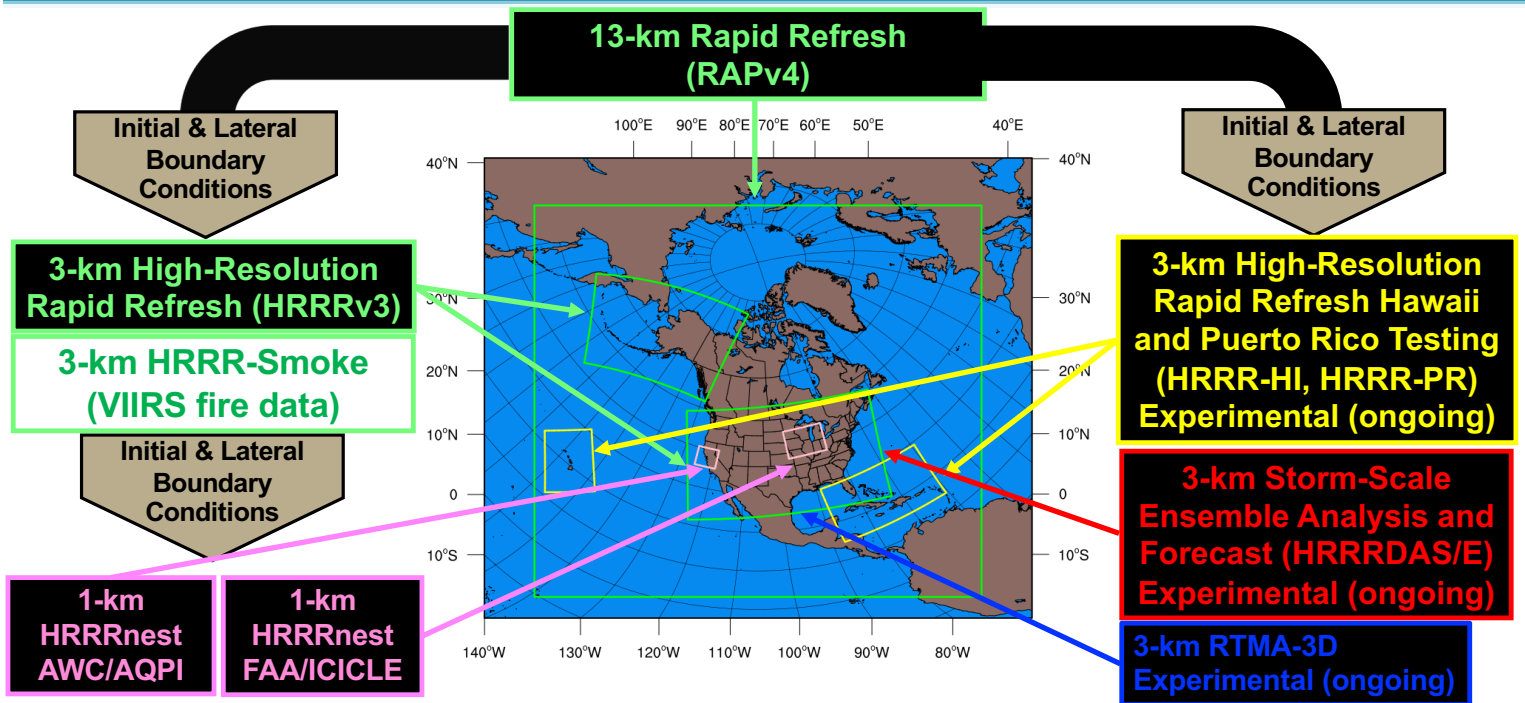 13-km Rapid Refresh
(RAPv4)
Initial & Lateral
Boundary
Conditions
Initial & Lateral
Boundary
Conditions
100°E 90°E 80°E 70°E 60°E 50°E 40°E
40°N 40°N
30°N 30°N
20°N 20°N
10°N 10°N
0 0
10°S 10°S
140°W 130°W 120°W 110°W 100°W 90°W 80°W
3-km High-Resolution
Rapid Refresh (HRRRv3)
3-km HRRR-Smoke
(VIIRS fire data)
Initial & Lateral
Boundary
Conditions
1-km
HRRRnest
AWC/AQPI
1-km
HRRRnest
FAA/ICICLE
3-km High-Resolution
Rapid Refresh Hawaii
and Puerto Rico Testing
(HRRR-HI, HRRR-PR)
Experimental (ongoing)
3-km Storm-Scale
Ensemble Analysis and
Forecast (HRRRDAS/E)
Experimental (ongoing)
3-km RTMA-3D
Experimental (ongoing)